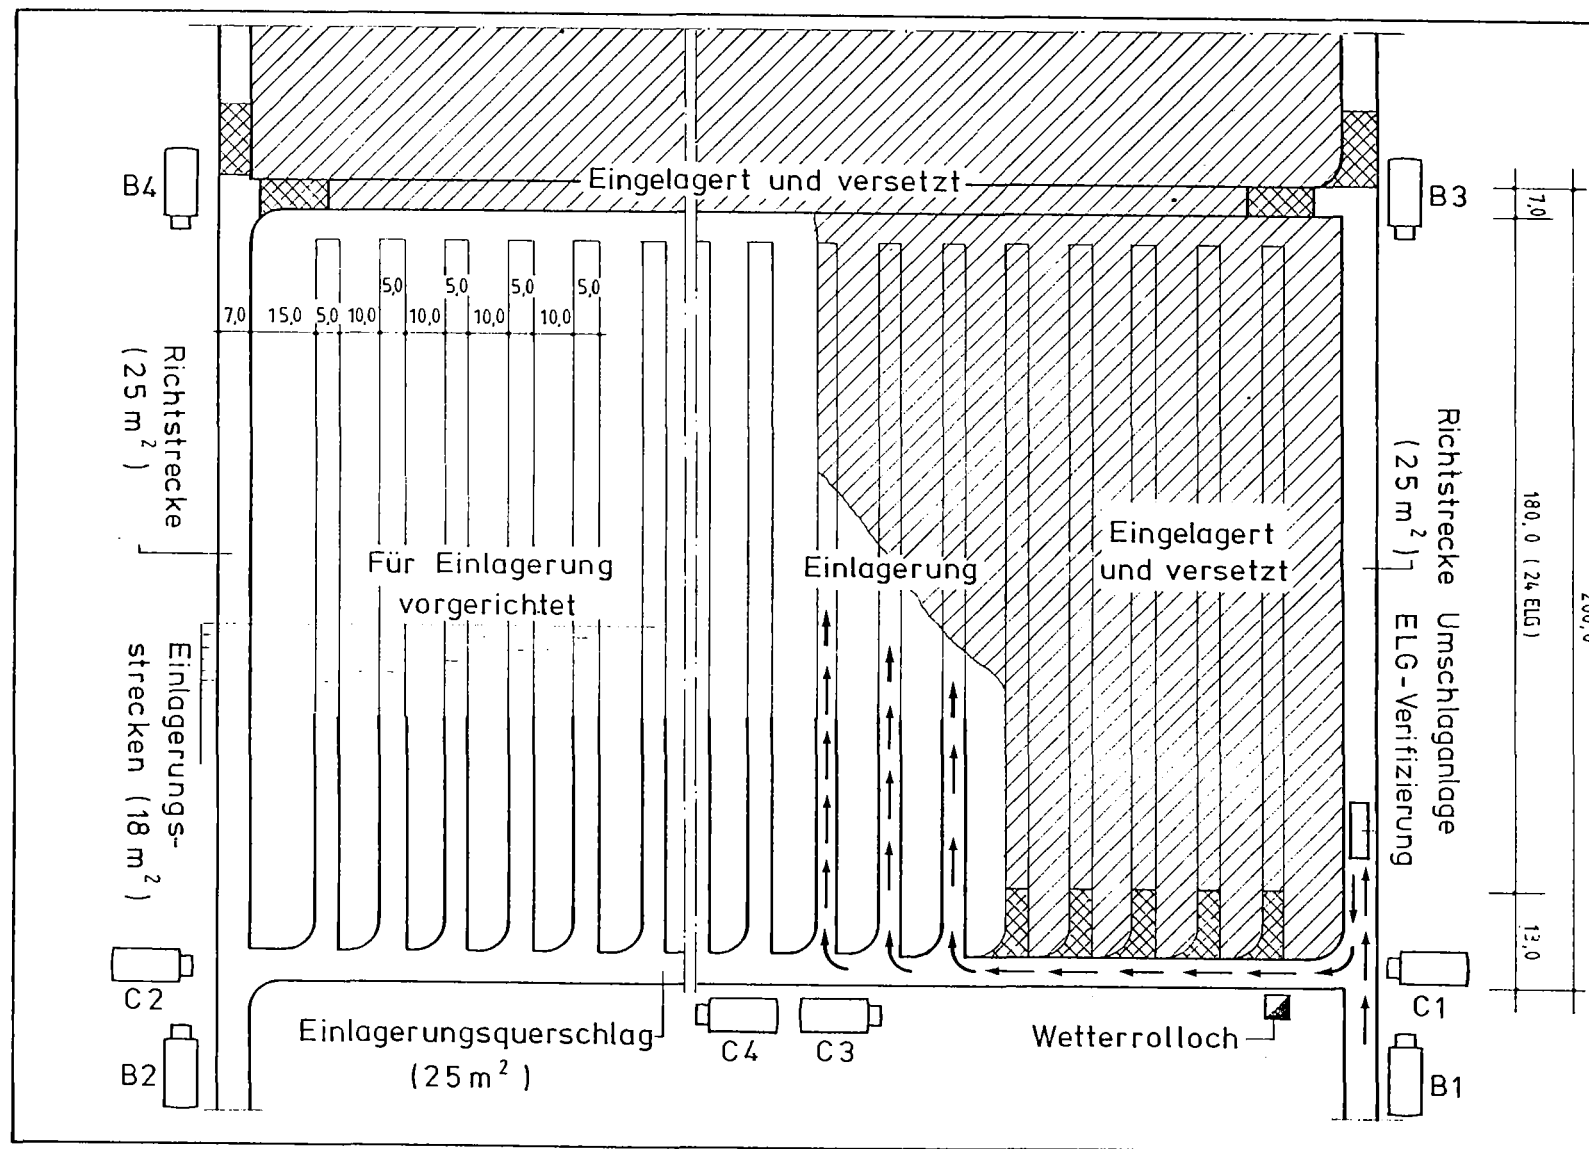 Eingelagert und versetzt
B4
B3
7,0
5,0
5,0
5,0
5,0
7,0
15,0
5,0
10,0
10,0
10,0
10,0
Richtstrecke
(25 m²)
Für Einlagerung
vorgerichtet
Einlagerung
Eingelagert
und versetzt
Richtstrecke
(25 m²)
Umschlaganlage
ELG-Verifizierung
180,0 (24 ELG)
200,0
13,0
Einlagerungs-
strecken (18 m²)
C2
C1
Einlagerungsquerschlag
(25 m²)
C4
C3
Wetterrolloch
B2
B1